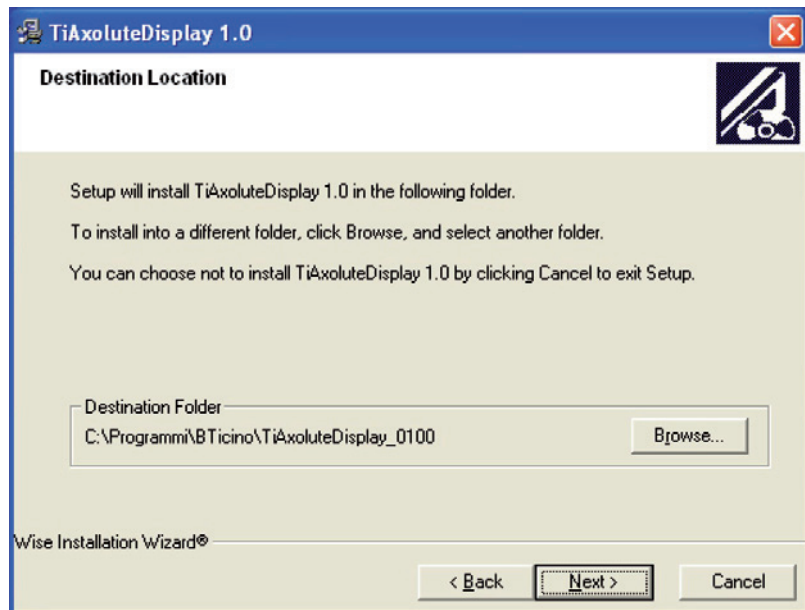 TiAxoluteDisplay 1.0
Destination Location
Setup will install TiAxoluteDisplay 1.0 in the following folder.
To install into a different folder, click Browse, and select another folder.
You can choose not to install TiAxoluteDisplay 1.0 by clicking Cancel to exit Setup.
Destination Folder
C:\Programmi\BTicino\TiAxoluteDisplay_0100
Browse...
Wise Installation Wizard®
< Back
Next >
Cancel